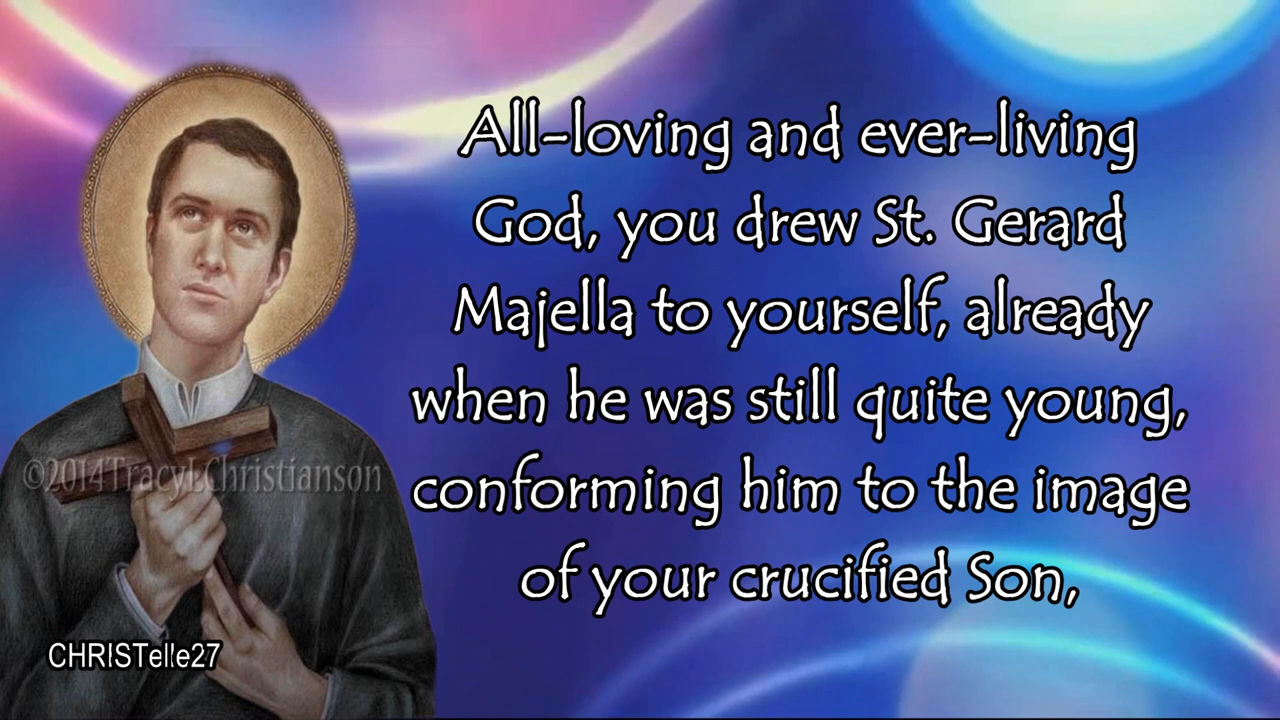 All-loving and ever-living
God, you drew St. Gerard
Majella to yourself, already
when he was still quite young,
conforming him to the image
of your crucified Son,
©2014TracyLChristianson
CHRISTelle27